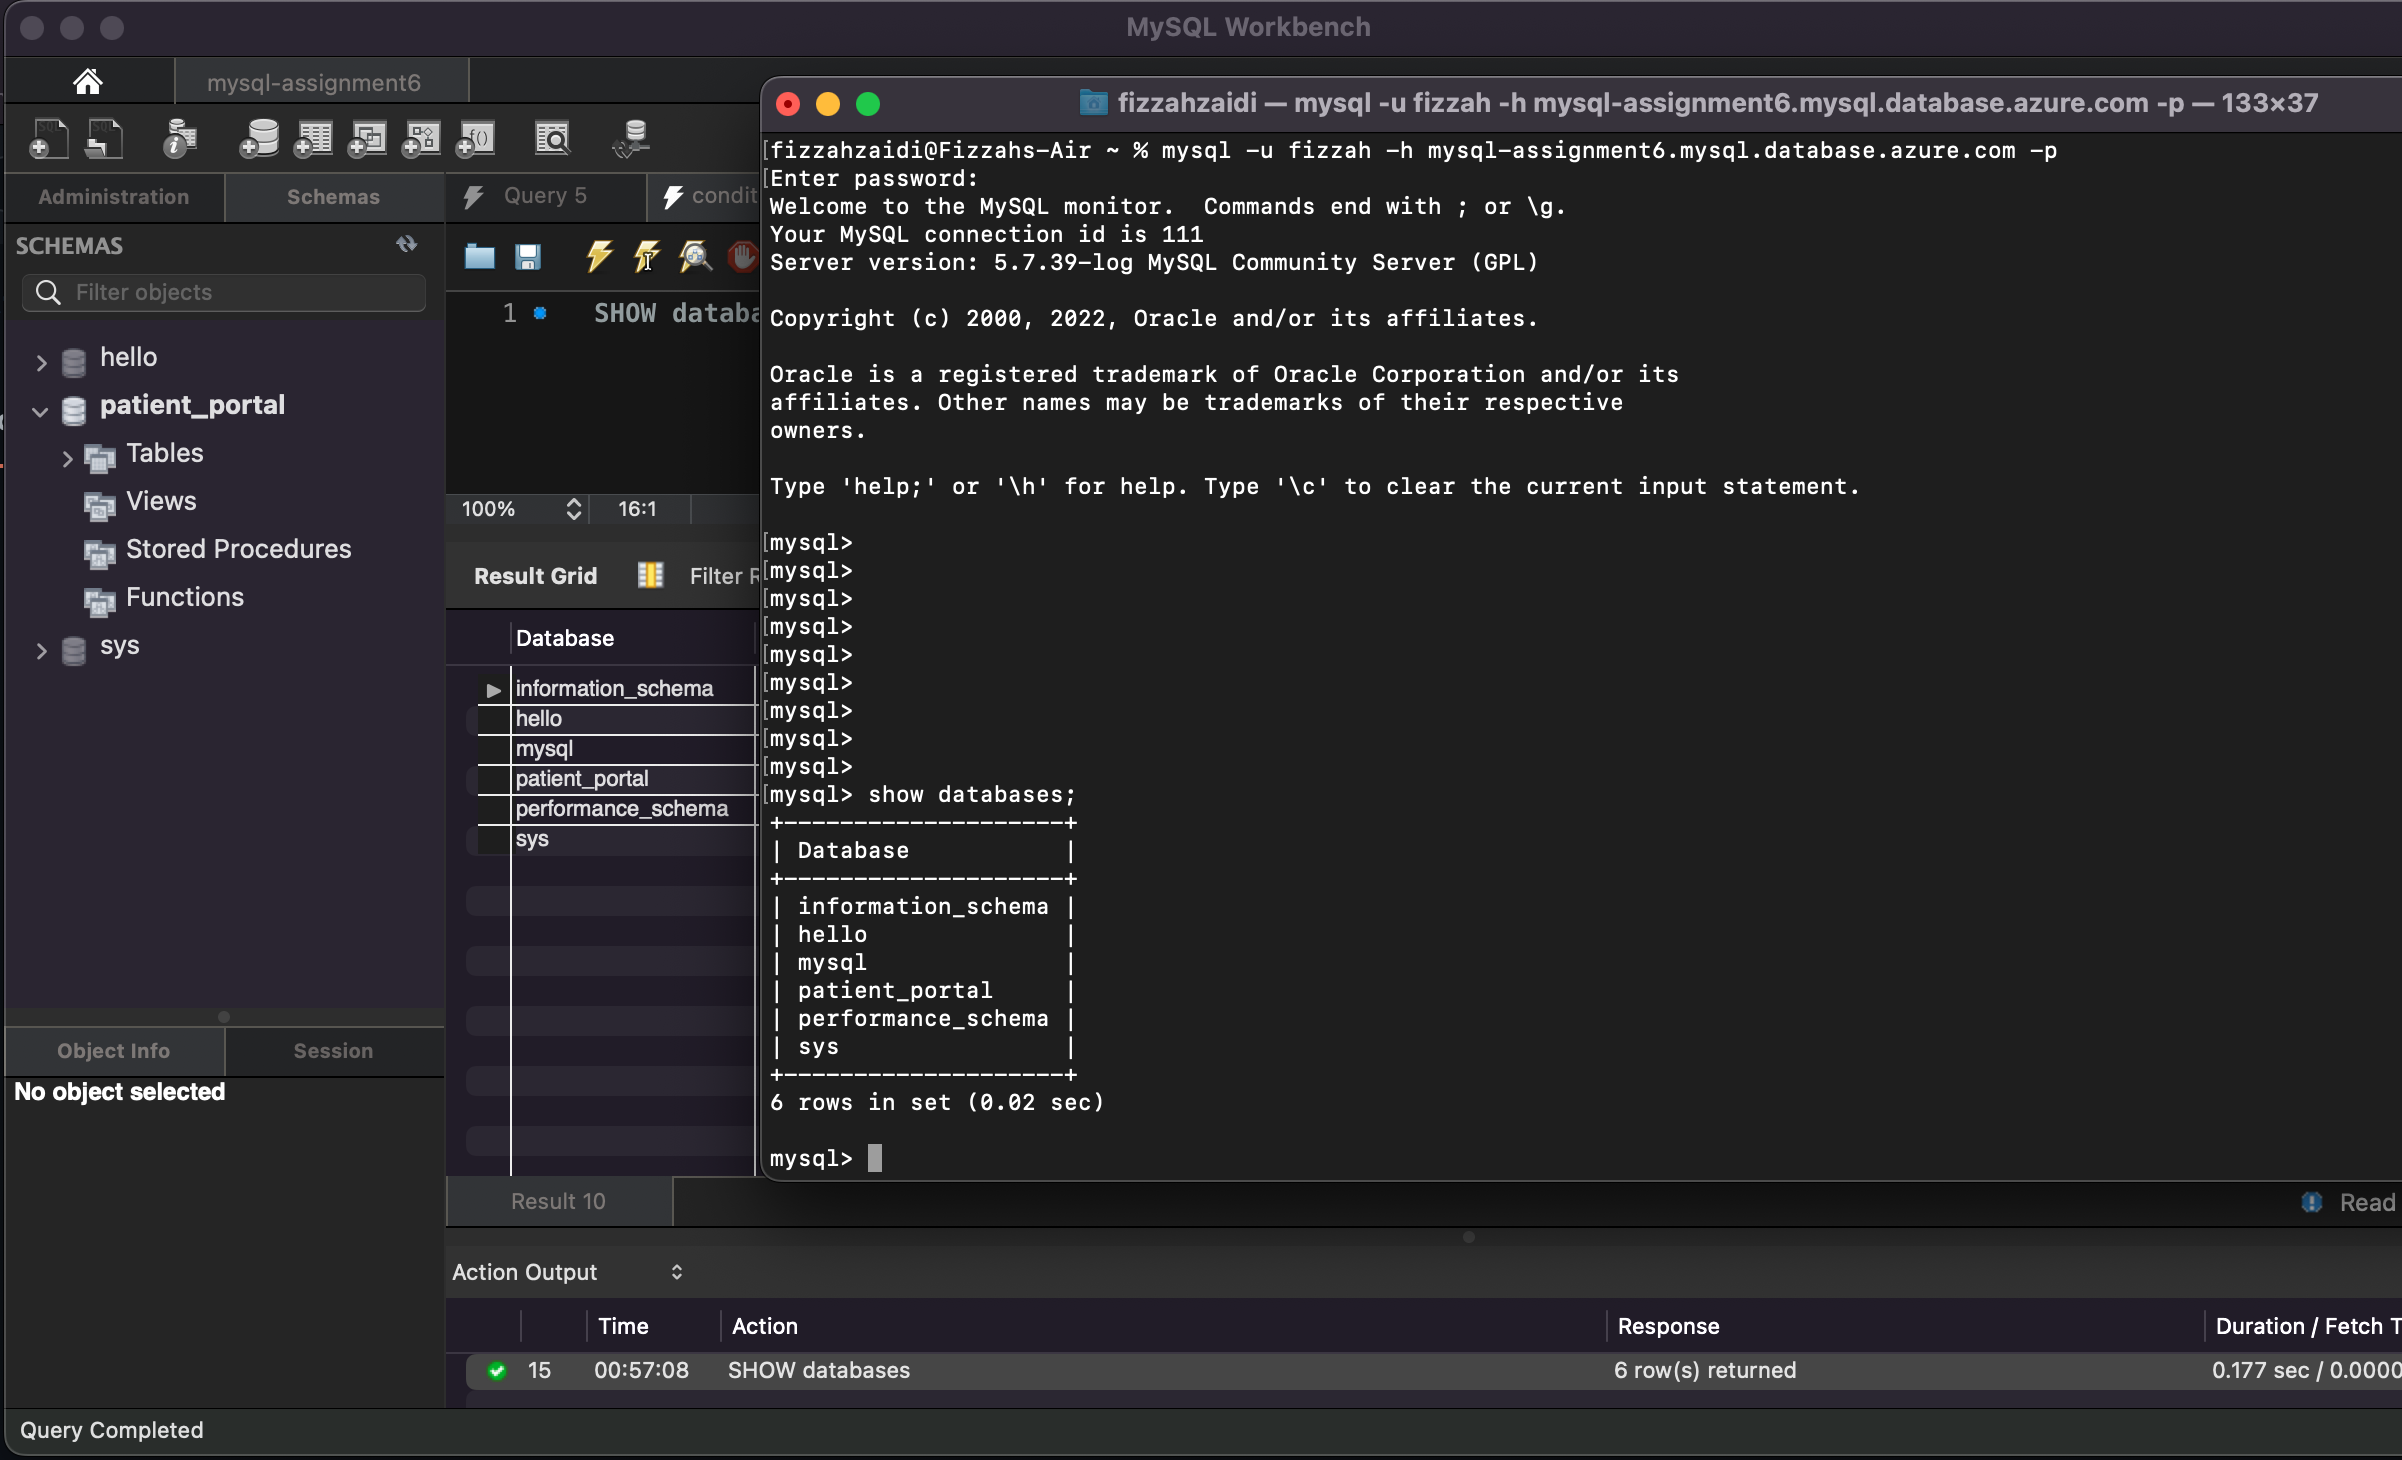 MySQL Workbench
mysql-assignment6
Administration
Schemas
SCHEMAS
Filter objects
hello
patient_portal
Tables
Views
Stored Procedures
Functions
sys
Object Info
Session
No object selected
Query 5
condit
1
SHOW databa
100%
16:1
Result Grid
Filter R
Database
information_schema
hello
mysql
patient_portal
performance_schema
sys
Result 10
fizzahzaidi — mysql -u fizzah -h mysql-assignment6.mysql.database.azure.com -p — 133×37
[fizzahzaidi@Fizzahs-Air ~ % mysql -u fizzah -h mysql-assignment6.mysql.database.azure.com -p
[Enter password:
Welcome to the MySQL monitor.  Commands end with ; or \g.
Your MySQL connection id is 111
Server version: 5.7.39-log MySQL Community Server (GPL)
Copyright (c) 2000, 2022, Oracle and/or its affiliates.
Oracle is a registered trademark of Oracle Corporation and/or its
affiliates. Other names may be trademarks of their respective
owners.
Type 'help;' or '\h' for help. Type '\c' to clear the current input statement.
[mysql>
[mysql>
[mysql>
[mysql>
[mysql>
[mysql>
[mysql>
[mysql>
[mysql>
[mysql> show databases;
+--------------------+
| Database           |
+--------------------+
| information_schema |
| hello              |
| mysql              |
| patient_portal     |
| performance_schema |
| sys                |
+--------------------+
6 rows in set (0.02 sec)
mysql>
Read
Action Output
Time Action Response Duration / Fetch T
15 00:57:08 SHOW databases 6 row(s) returned 0.177 sec / 0.0000
Query Completed